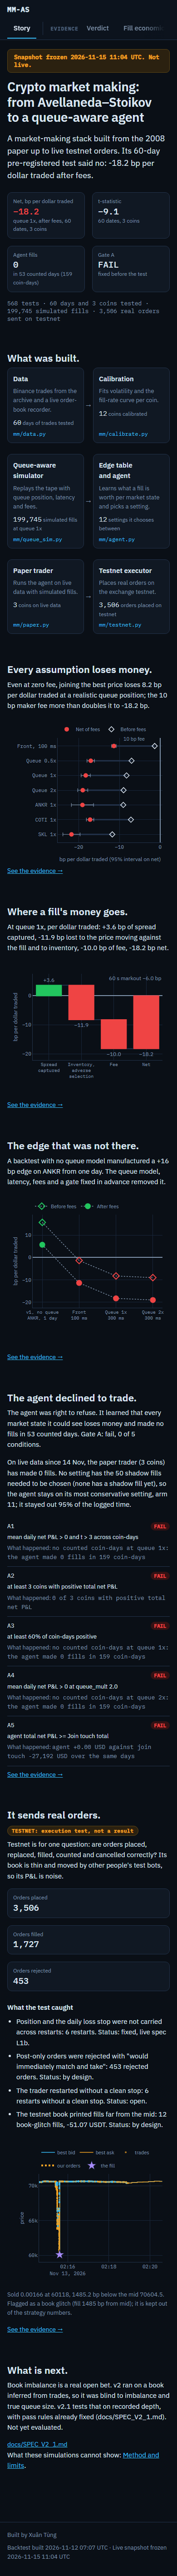 MM-AS
Story
EVIDENCE
Verdict
Fill econom
Snapshot frozen 2026-11-15 11:04 UTC. Not
live.
Crypto market making:
from Avellaneda–Stoikov
to a queue-aware agent
A market-making stack built from the 2008
paper up to live testnet orders. Its 60-day
pre-registered test said no: -18.2 bp per
dollar traded after fees.
Net, bp per dollar traded
−18.2
queue 1x, after fees, 60
dates, 3 coins
t-statistic
−9.1
60 dates, 3 coins
Agent fills
0
in 53 counted days (159
coin-days)
Gate A
FAIL
fixed before the test
568 tests · 60 days and 3 coins tested ·
199,745 simulated fills · 3,506 real orders
sent on testnet
What was built.
Data
Binance trades from the
archive and a live order-
book recorder.
60 days of trades tested
mm/data.py
→
Calibration
Fits volatility and the
fill-rate curve per coin.
12 coins calibrated
mm/calibrate.py
Queue-aware
simulator
Replays the tape with
queue position, latency
and fees.
199,745 simulated fills
at queue 1x
mm/queue_sim.py
→
Edge table
and agent
Learns what a fill is
worth per market state
and picks a setting.
12 settings it chooses
between
mm/agent.py
Paper trader
Runs the agent on live
data with simulated fills.
3 coins on live data
mm/paper.py
→
Testnet executor
Places real orders on
the exchange testnet.
3,506 orders placed on
testnet
mm/testnet.py
Every assumption loses money.
Even at zero fee, joining the best price loses 8.2 bp
per dollar traded at a realistic queue position; the 10
bp maker fee more than doubles it to -18.2 bp.
Net of fees
Before fees
10 bp fee
Front, 100 ms
Queue 0.5x
Queue 1x
Queue 2x
ANKR 1x
COTI 1x
SKL 1x
−20
−10
0
bp per dollar traded (95% interval on net)
See the evidence →
Where a fill's money goes.
At queue 1x, per dollar traded: +3.6 bp of spread
captured, -11.9 bp lost to the price moving against
the fill and to inventory, -10.0 bp of fee, -18.2 bp net.
bp per dollar traded
+3.6
60 s markout −6.0 bp
0
−10
−20
−11.9
−10.0
−18.2
Spread
captured
Inventory,
adverse
selection
Fee
Net
See the evidence →
The edge that was not there.
A backtest with no queue model manufactured a +16
bp edge on ANKR from one day. The queue model,
latency, fees and a gate fixed in advance removed it.
Before fees
After fees
bp per dollar traded
10
0
−10
−20
v1, no queue
ANKR, 1 day
Front
100 ms
Queue 1x
300 ms
Queue 2x
300 ms
See the evidence →
The agent declined to trade.
The agent was right to refuse. It learned that every
market state it could see loses money and made no
fills in 53 counted days. Gate A: fail, 0 of 5
conditions.
On live data since 14 Nov, the paper trader (3 coins)
has made 0 fills. No setting has the 50 shadow fills
needed to be chosen (none has a shadow fill yet), so
the agent stays on its most conservative setting, arm
11; it stayed out 95% of the logged time.
A1
FAIL
mean daily net P&L > 0 and t > 3 across coin-days
What happened: no counted coin-days at queue 1x:
the agent made 0 fills in 159 coin-days
A2
FAIL
at least 3 coins with positive total net P&L
What happened: 0 of 3 coins with positive total
net P&L
A3
FAIL
at least 60% of coin-days positive
What happened: no counted coin-days at queue 1x:
the agent made 0 fills in 159 coin-days
A4
FAIL
mean daily net P&L > 0 at queue_mult 2.0
What happened: no counted coin-days at queue 2x:
the agent made 0 fills in 159 coin-days
A5
FAIL
agent total net P&L >= Join touch total
What happened: agent +0.00 USD against join
touch -27,192 USD over the same days
See the evidence →
It sends real orders.
TESTNET: execution test, not a result
Testnet is for one question: are orders placed,
replaced, filled, counted and cancelled correctly? Its
book is thin and moved by other people's test bots,
so its P&L is noise.
Orders placed
3,506
Orders filled
1,727
Orders rejected
453
What the test caught
• Position and the daily loss stop were not carried
across restarts: 6 restarts. Status: fixed, live spec
L1b.
• Post-only orders were rejected with "would
immediately match and take": 453 rejected
orders. Status: by design.
• The trader restarted without a clean stop: 6
restarts without a clean stop. Status: open.
• The testnet book printed fills far from the mid: 12
book-glitch fills, -51.07 USDT. Status: by design.
best bid
best ask
trades
our orders
the fill
price
70k
65k
60k
02:16
Nov 13, 2026
02:18
02:20
Sold 0.00166 at 60118, 1485.2 bp below the mid 70604.5.
Flagged as a book glitch (fill 1485 bp from mid); it is kept out
of the strategy numbers.
See the evidence →
What is next.
Book imbalance is a real open bet. v2 ran on a book
inferred from trades, so it was blind to imbalance and
true queue size. v2.1 tests that on recorded depth,
with pass rules already fixed (docs/SPEC_V2_1.md).
Not yet evaluated.
docs/SPEC_V2_1.md
What these simulations cannot show: Method and
limits.
Built by Xuân Tùng
Backtest built 2026-11-12 07:07 UTC · Live snapshot frozen
2026-11-15 11:04 UTC